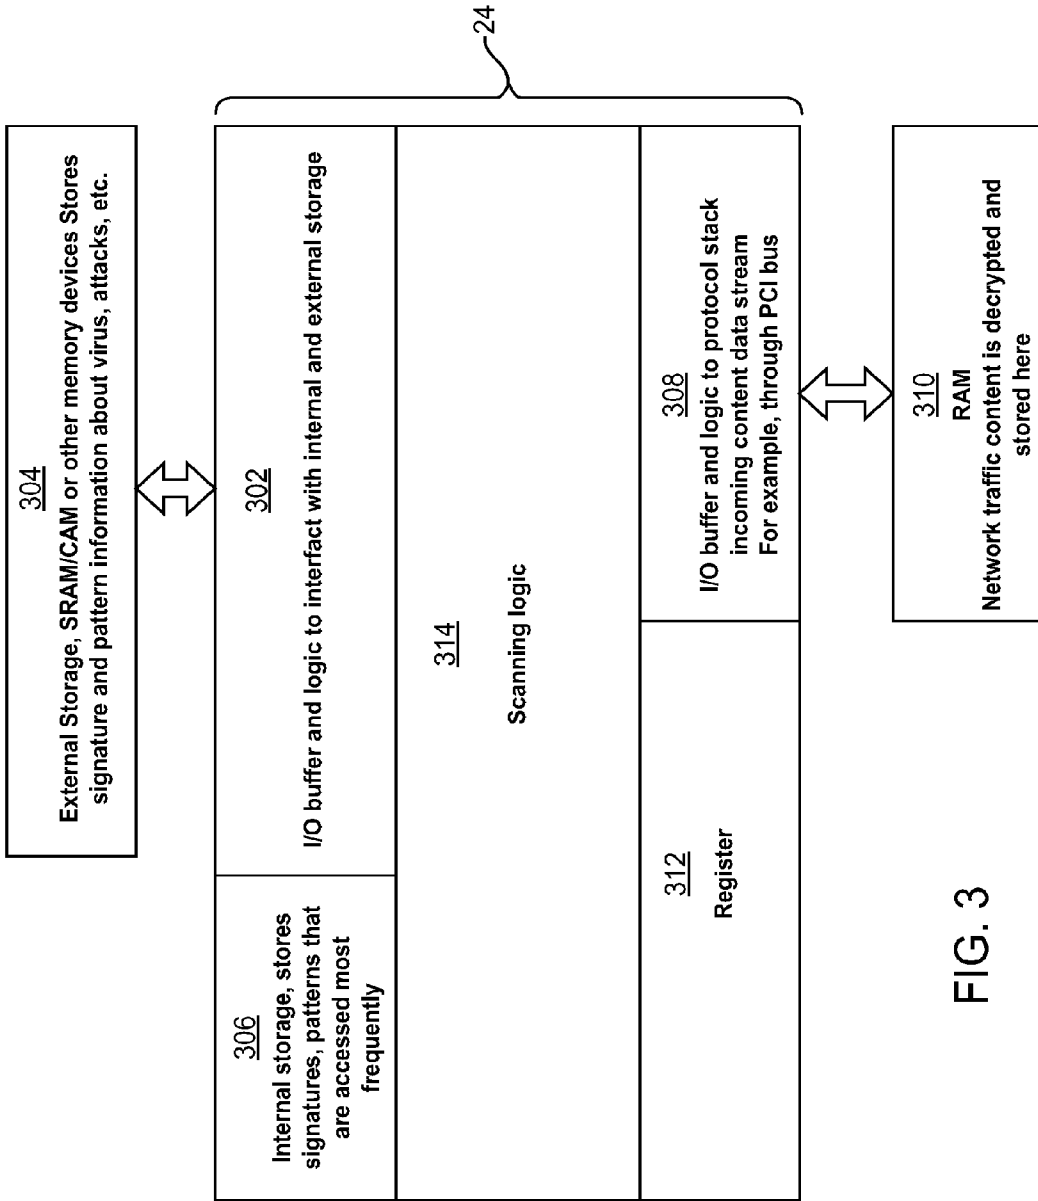 304
External Storage, SRAM/CAM or other memory devices Stores
signature and pattern information about virus, attacks, etc.
306
Internal storage, stores
signatures, patterns that
are accessed most
frequently
302
I/O buffer and logic to interfact with internal and external storage
24
314
Scanning logic
312
Register
308
I/O buffer and logic to protocol stack
incoming content data stream
For example, through PCI bus
310
RAM
Network traffic content is decrypted and
stored here
FIG. 3